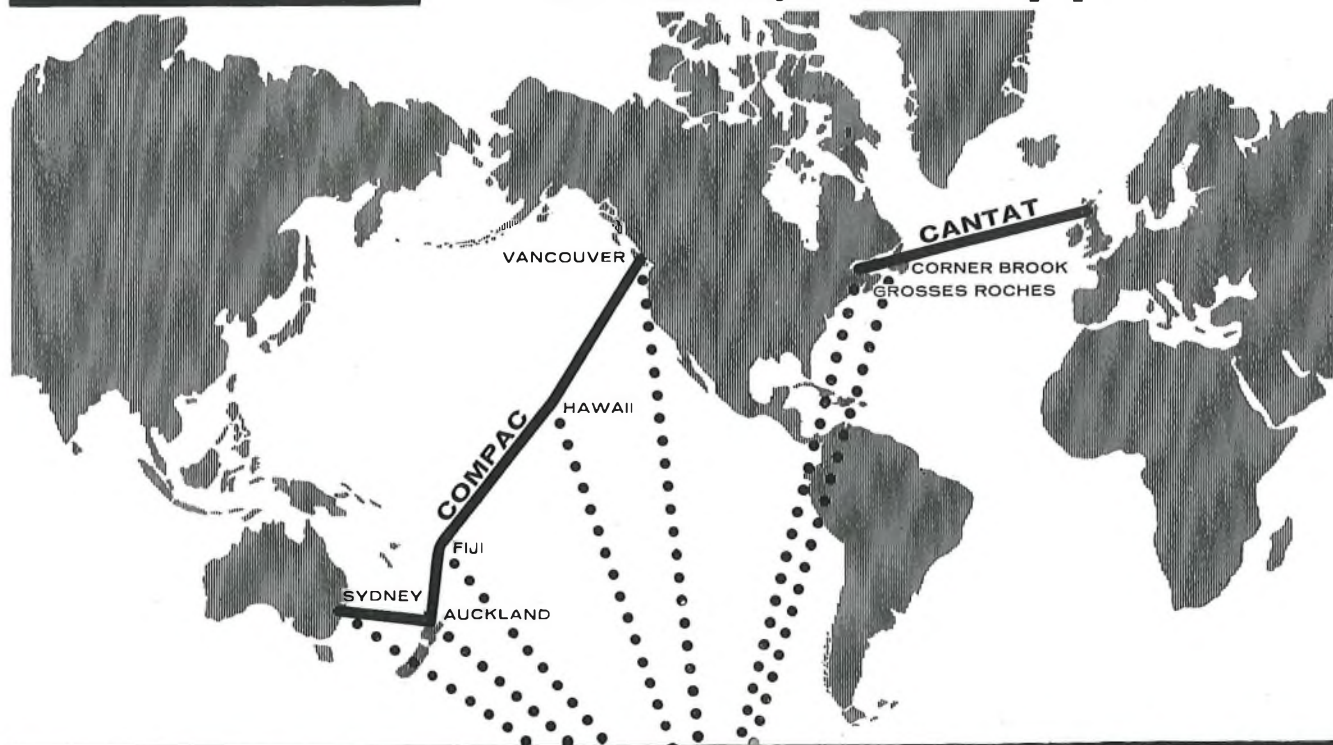 CANTAT
VANCOUVER
CORNER BROOK
GROSSES ROCHES
HAWAII
COMPAC
FIJI
SYDNEY
AUCKLAND